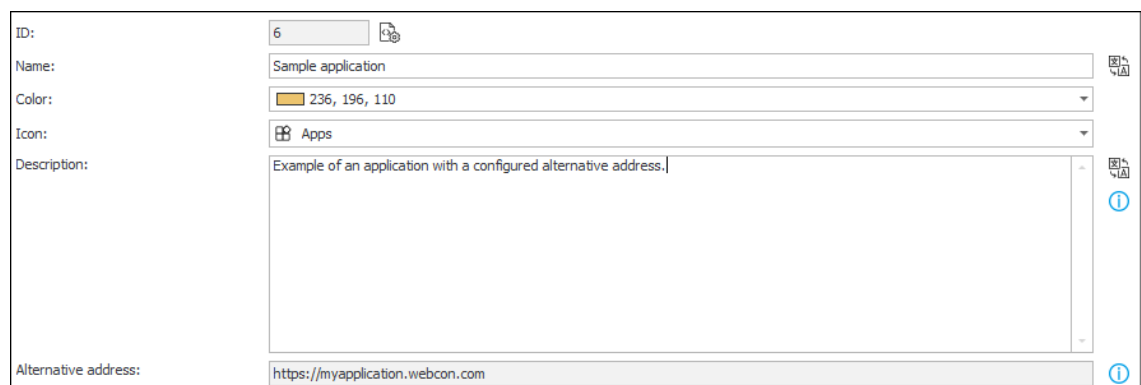 ID: 6
Name: Sample application
Color: 236, 196, 110
Icon: Apps
Description: Example of an application with a configured alternative address.
Alternative address: https://myapplication.webcon.com